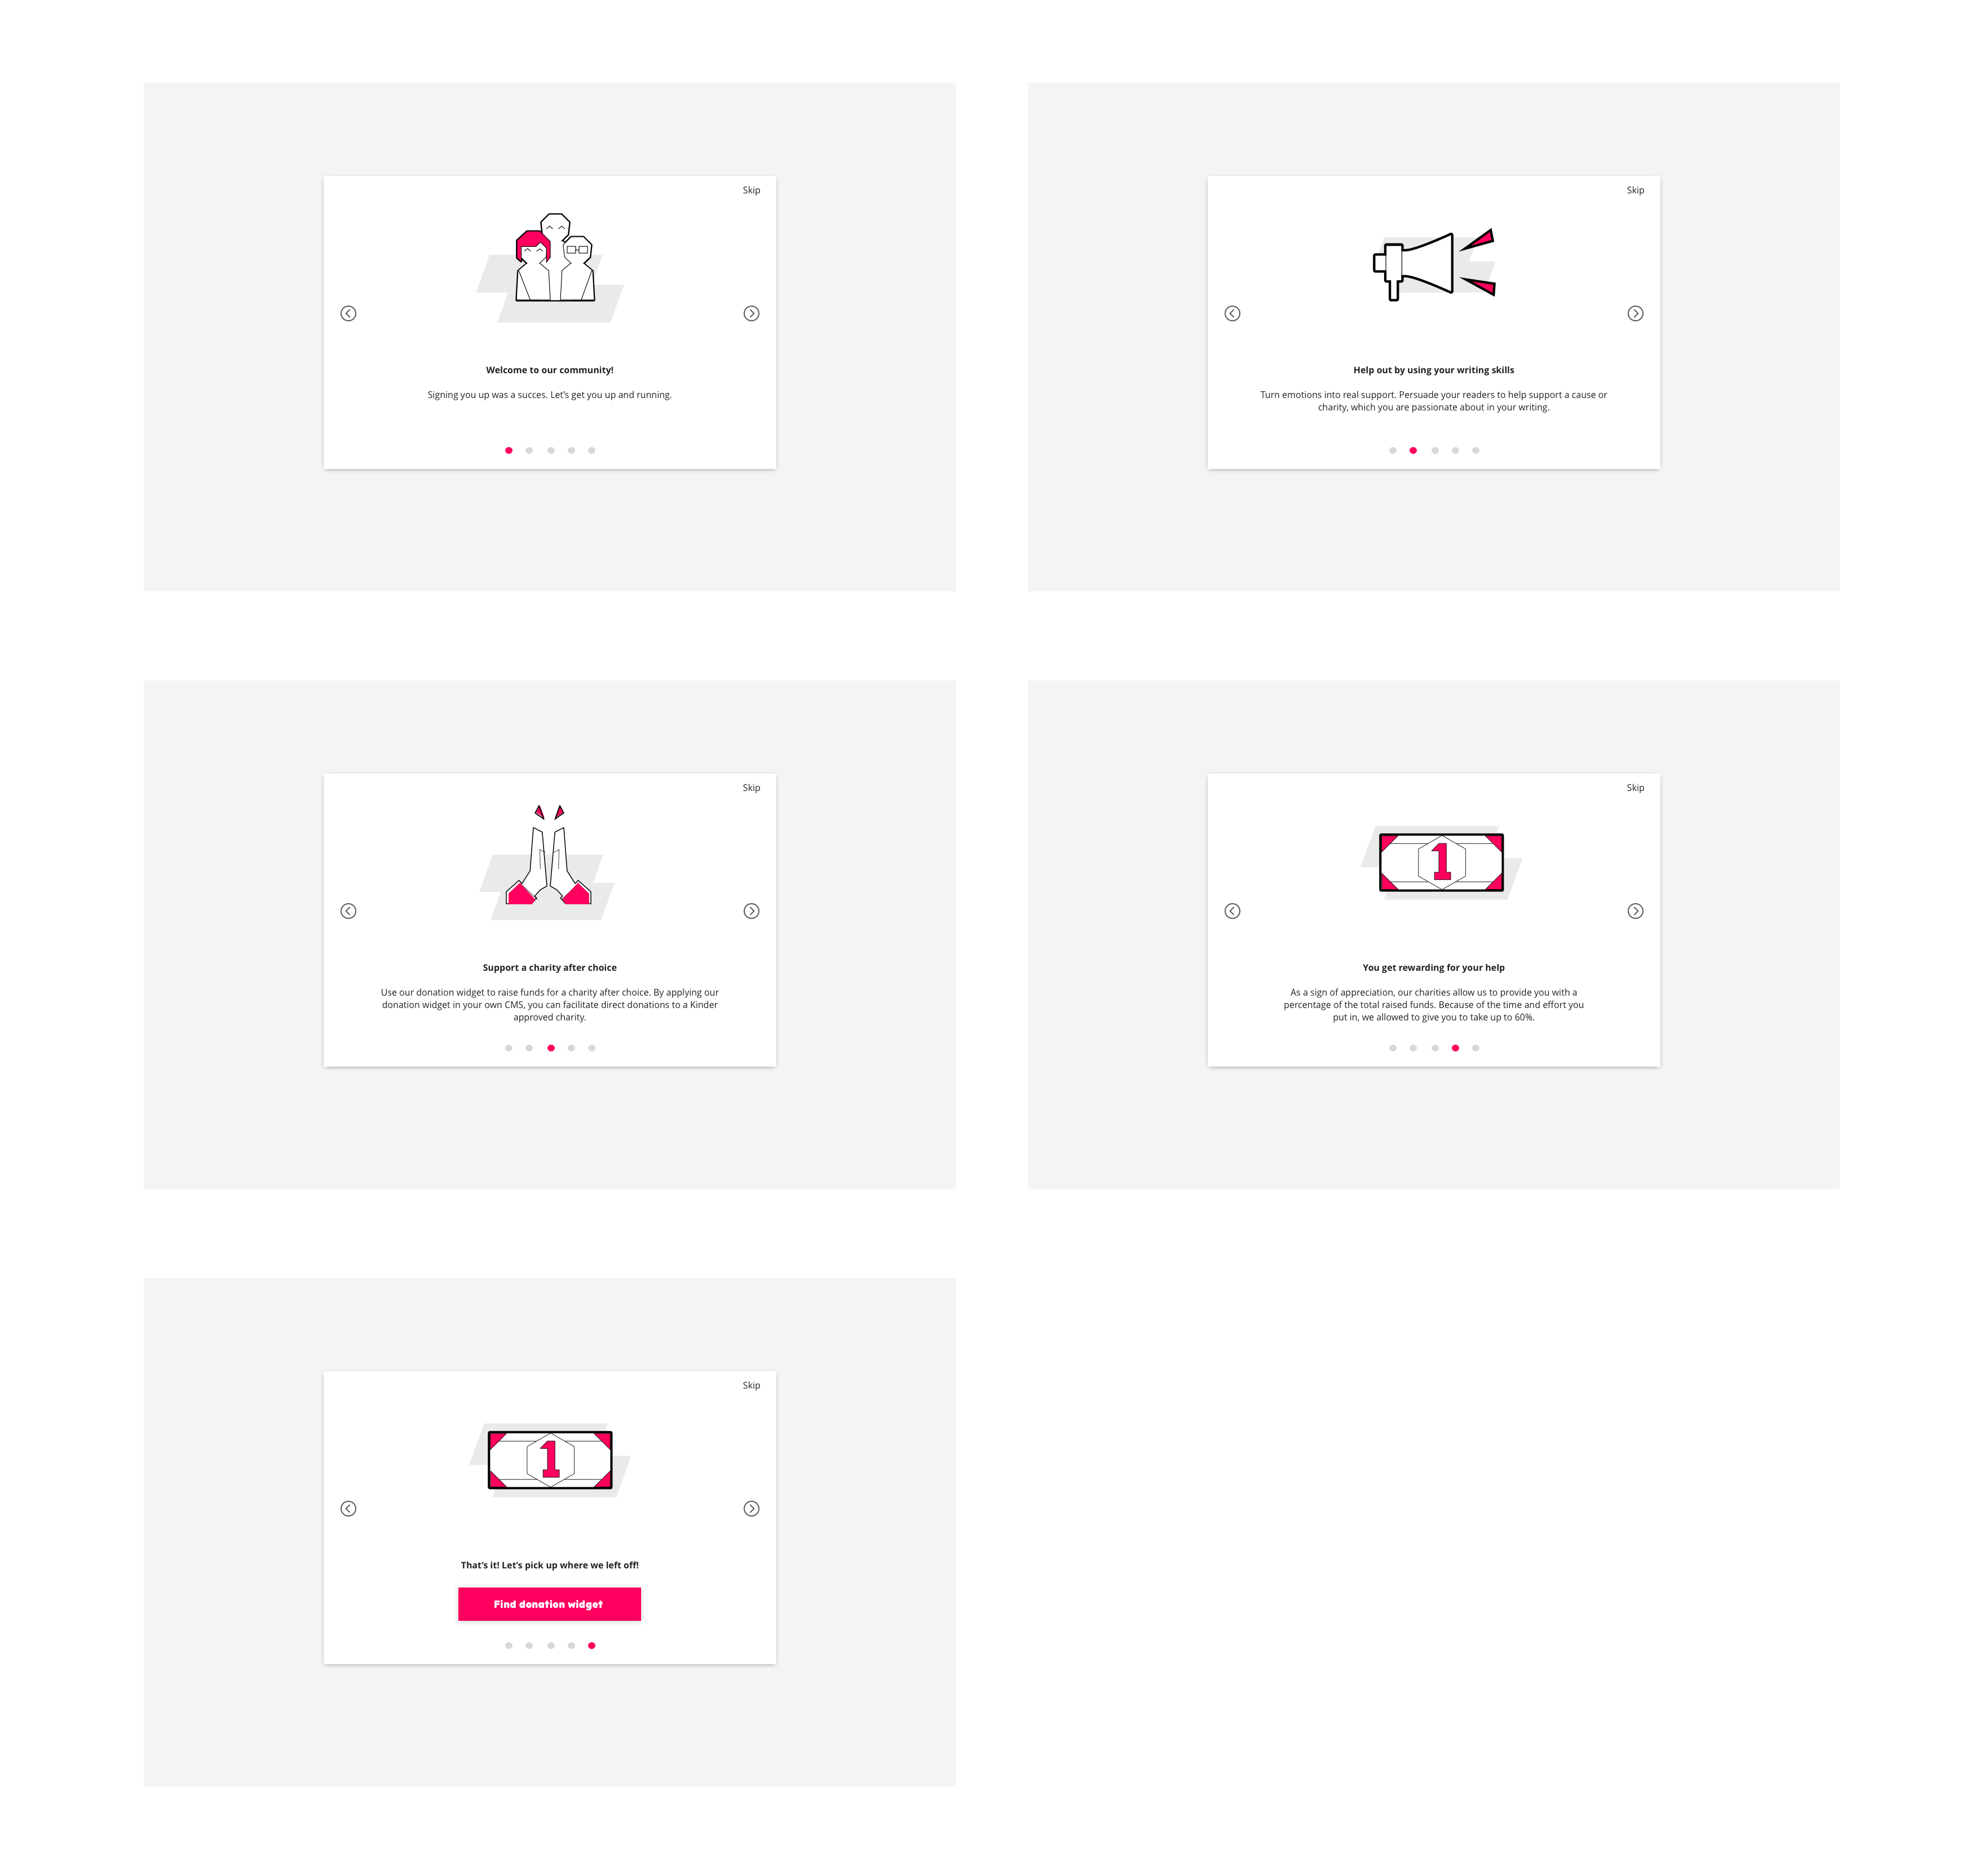 Skip
Welcome to our community!
Signing you up was a succes. Let's get you up and running.
Skip
Help out by using your writing skills
Turn emotions into real support. Persuade your readers to help support a cause or
charity, which you are passionate about in your writing.
Skip
Support a charity after choice
Use our donation widget to raise funds for a charity after choice. By applying our
donation widget in your own CMS, you can facilitate direct donations to a Kinder
approved charity.
Skip
1
You get rewarding for your help
As a sign of appreciation, our charities allow us to provide you with a
percentage of the total raised funds. Because of the time and effort you
put in, we allowed to give you to take up to 60%.
Skip
1
That's it! Let's pick up where we left off!
Find donation widget